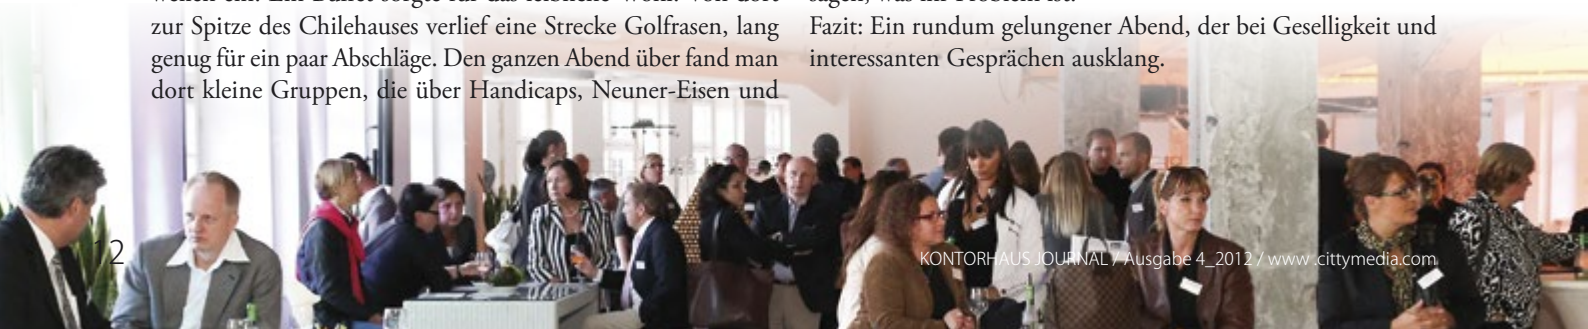 zur Spitze des Chilehauses verlief eine Strecke Golfrasen, lang
genug für ein paar Abschläge. Den ganzen Abend über fand man
dort kleine Gruppen, die über Handicaps, Neuner-Eisen und
Fazit: Ein rundum gelungener Abend, der bei Geselligkeit und
interessanten Gesprächen ausklang.
12
KONTORHAUS JOURNAL / Ausgabe 4_2012 / www .cittymedia.com